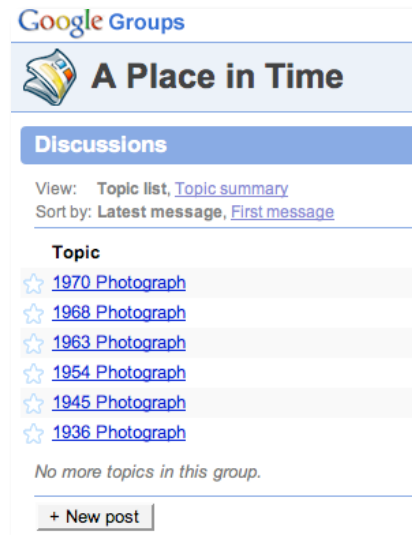 Google Groups
A Place in Time
Discussions
View: Topic list, Topic summary
Sort by: Latest message, First message
Topic
1970 Photograph
1968 Photograph
1963 Photograph
1954 Photograph
1945 Photograph
1936 Photograph
No more topics in this group.
+ New post